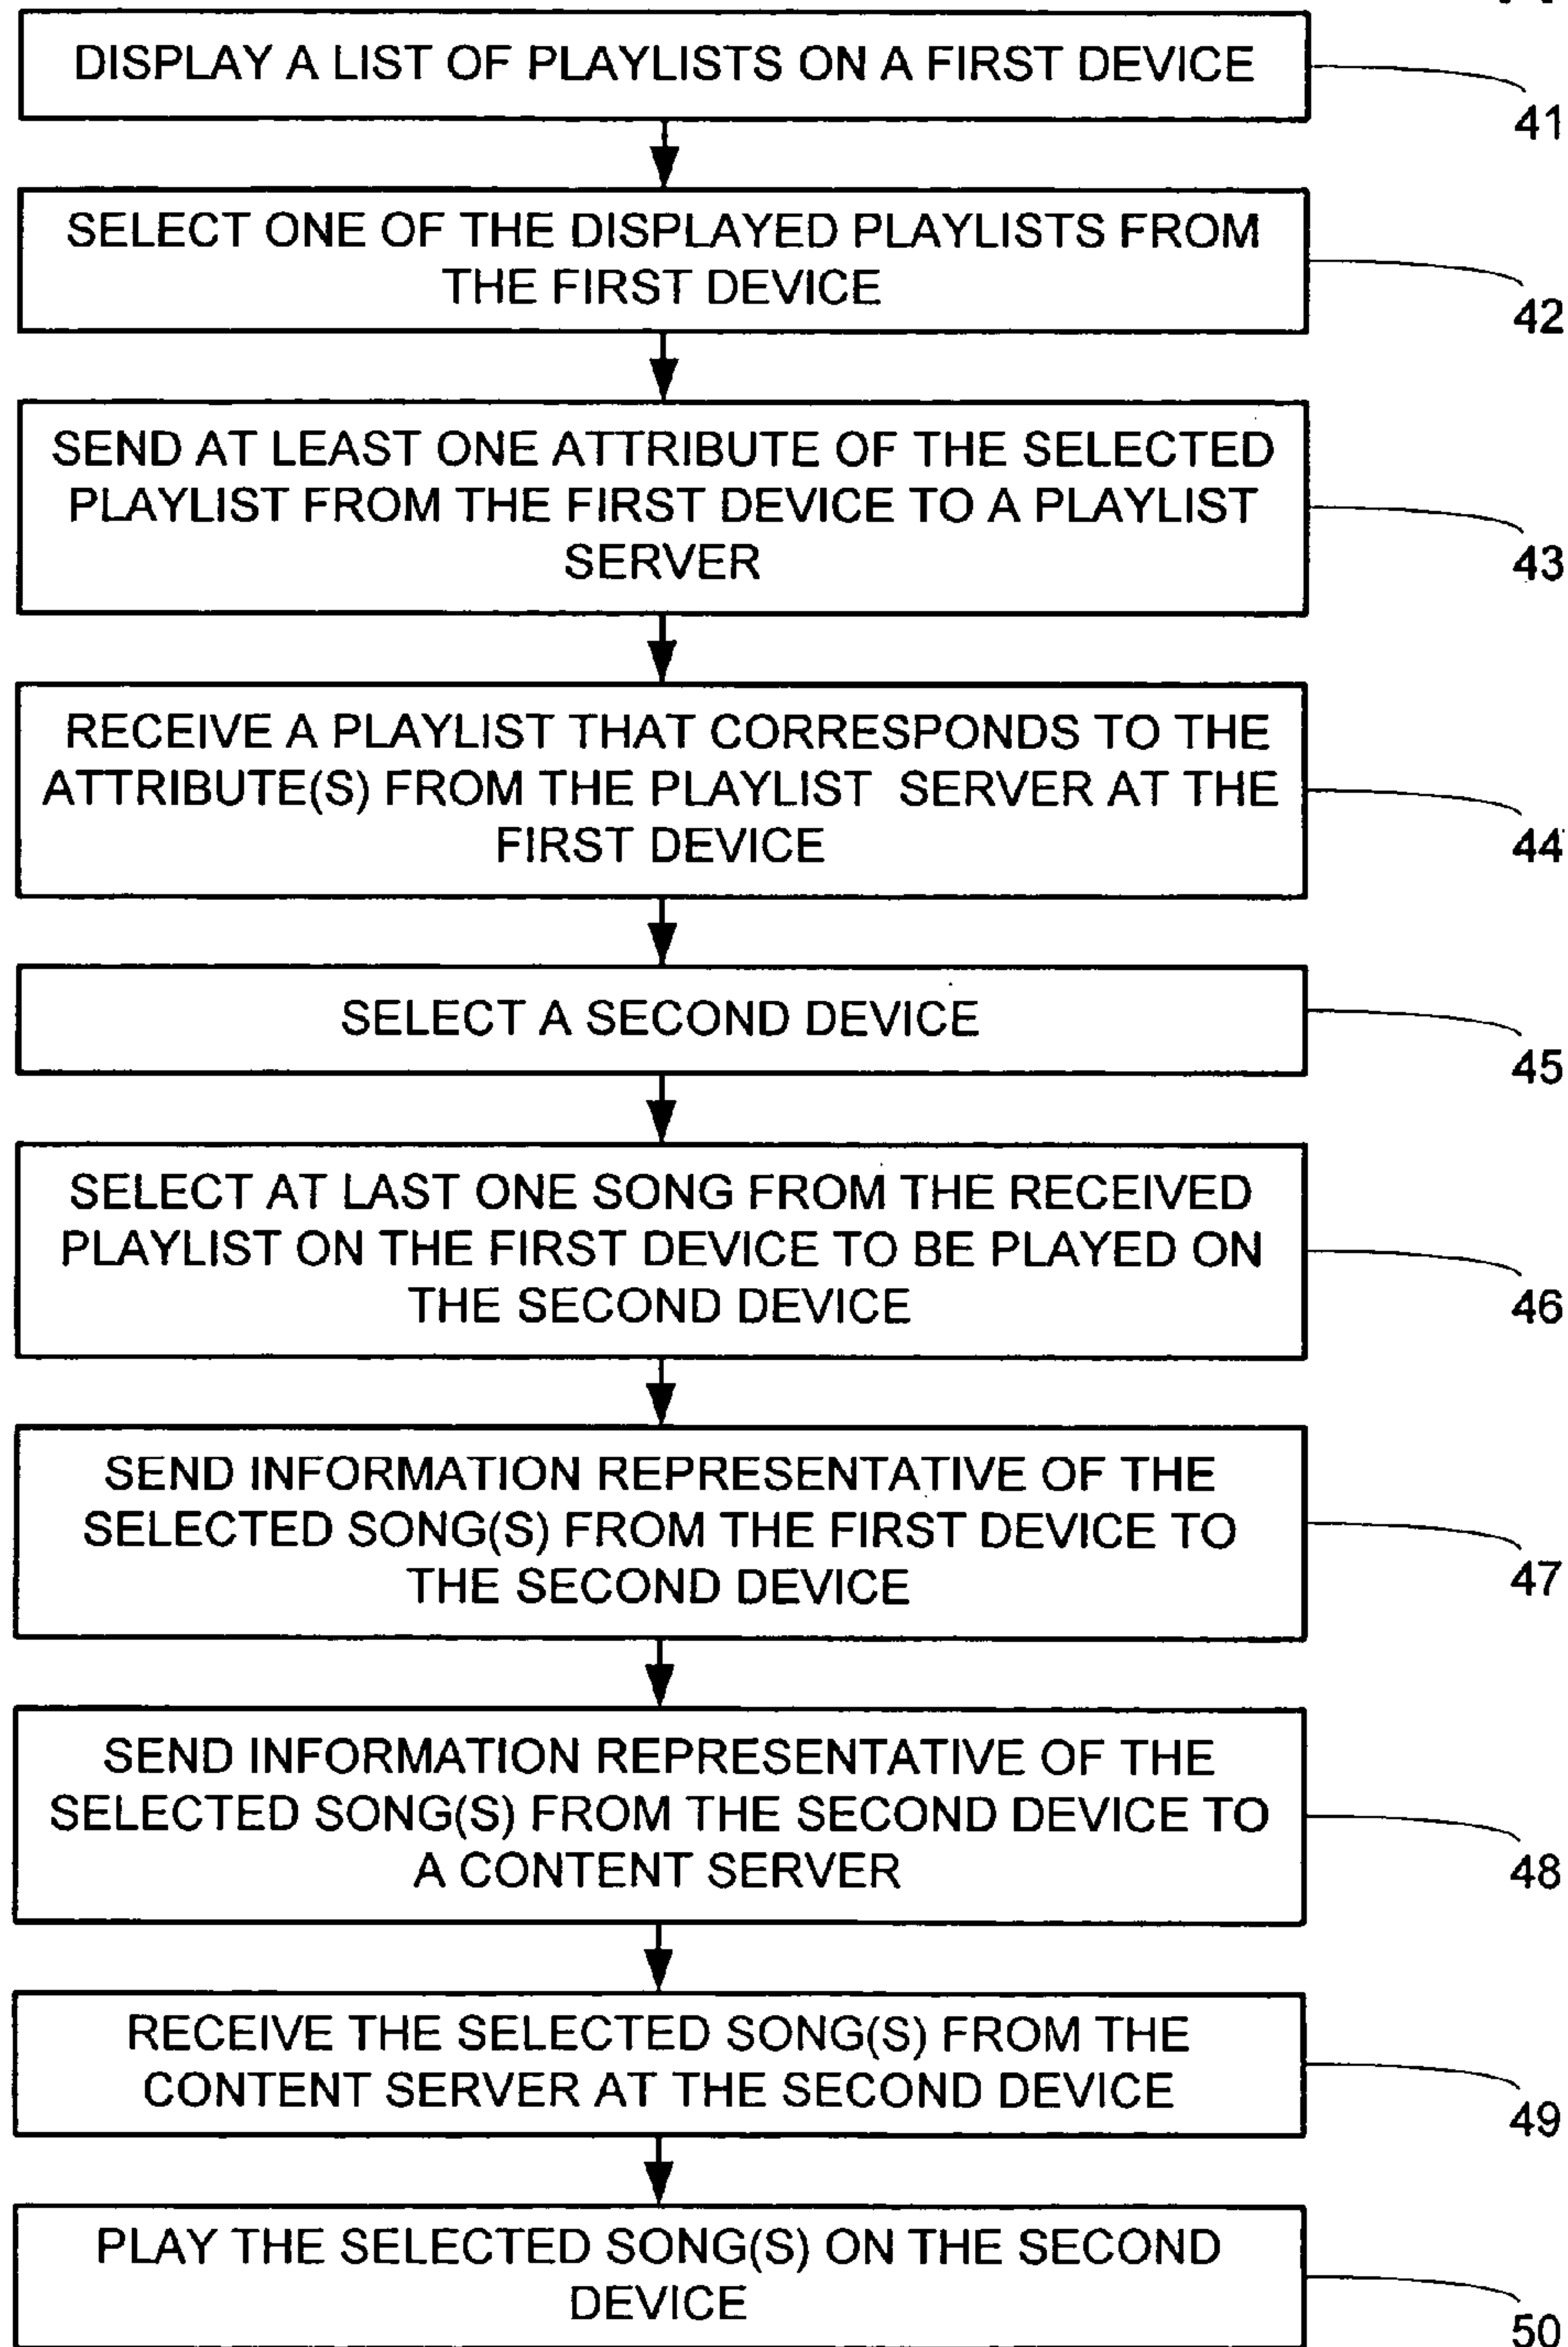 DISPLAY A LIST OF PLAYLISTS ON A FIRST DEVICE
41
SELECT ONE OF THE DISPLAYED PLAYLISTS FROM
THE FIRST DEVICE
42
SEND AT LEAST ONE ATTRIBUTE OF THE SELECTED
PLAYLIST FROM THE FIRST DEVICE TO A PLAYLIST
SERVER
43
RECEIVE A PLAYLIST THAT CORRESPONDS TO THE
ATTRIBUTE(S) FROM THE PLAYLIST SERVER AT THE
FIRST DEVICE
44
SELECT A SECOND DEVICE
45
SELECT AT LAST ONE SONG FROM THE RECEIVED
PLAYLIST ON THE FIRST DEVICE TO BE PLAYED ON
THE SECOND DEVICE
46
SEND INFORMATION REPRESENTATIVE OF THE
SELECTED SONG(S) FROM THE FIRST DEVICE TO
THE SECOND DEVICE
47
SEND INFORMATION REPRESENTATIVE OF THE
SELECTED SONG(S) FROM THE SECOND DEVICE TO
A CONTENT SERVER
48
RECEIVE THE SELECTED SONG(S) FROM THE
CONTENT SERVER AT THE SECOND DEVICE
49
PLAY THE SELECTED SONG(S) ON THE SECOND
DEVICE
50